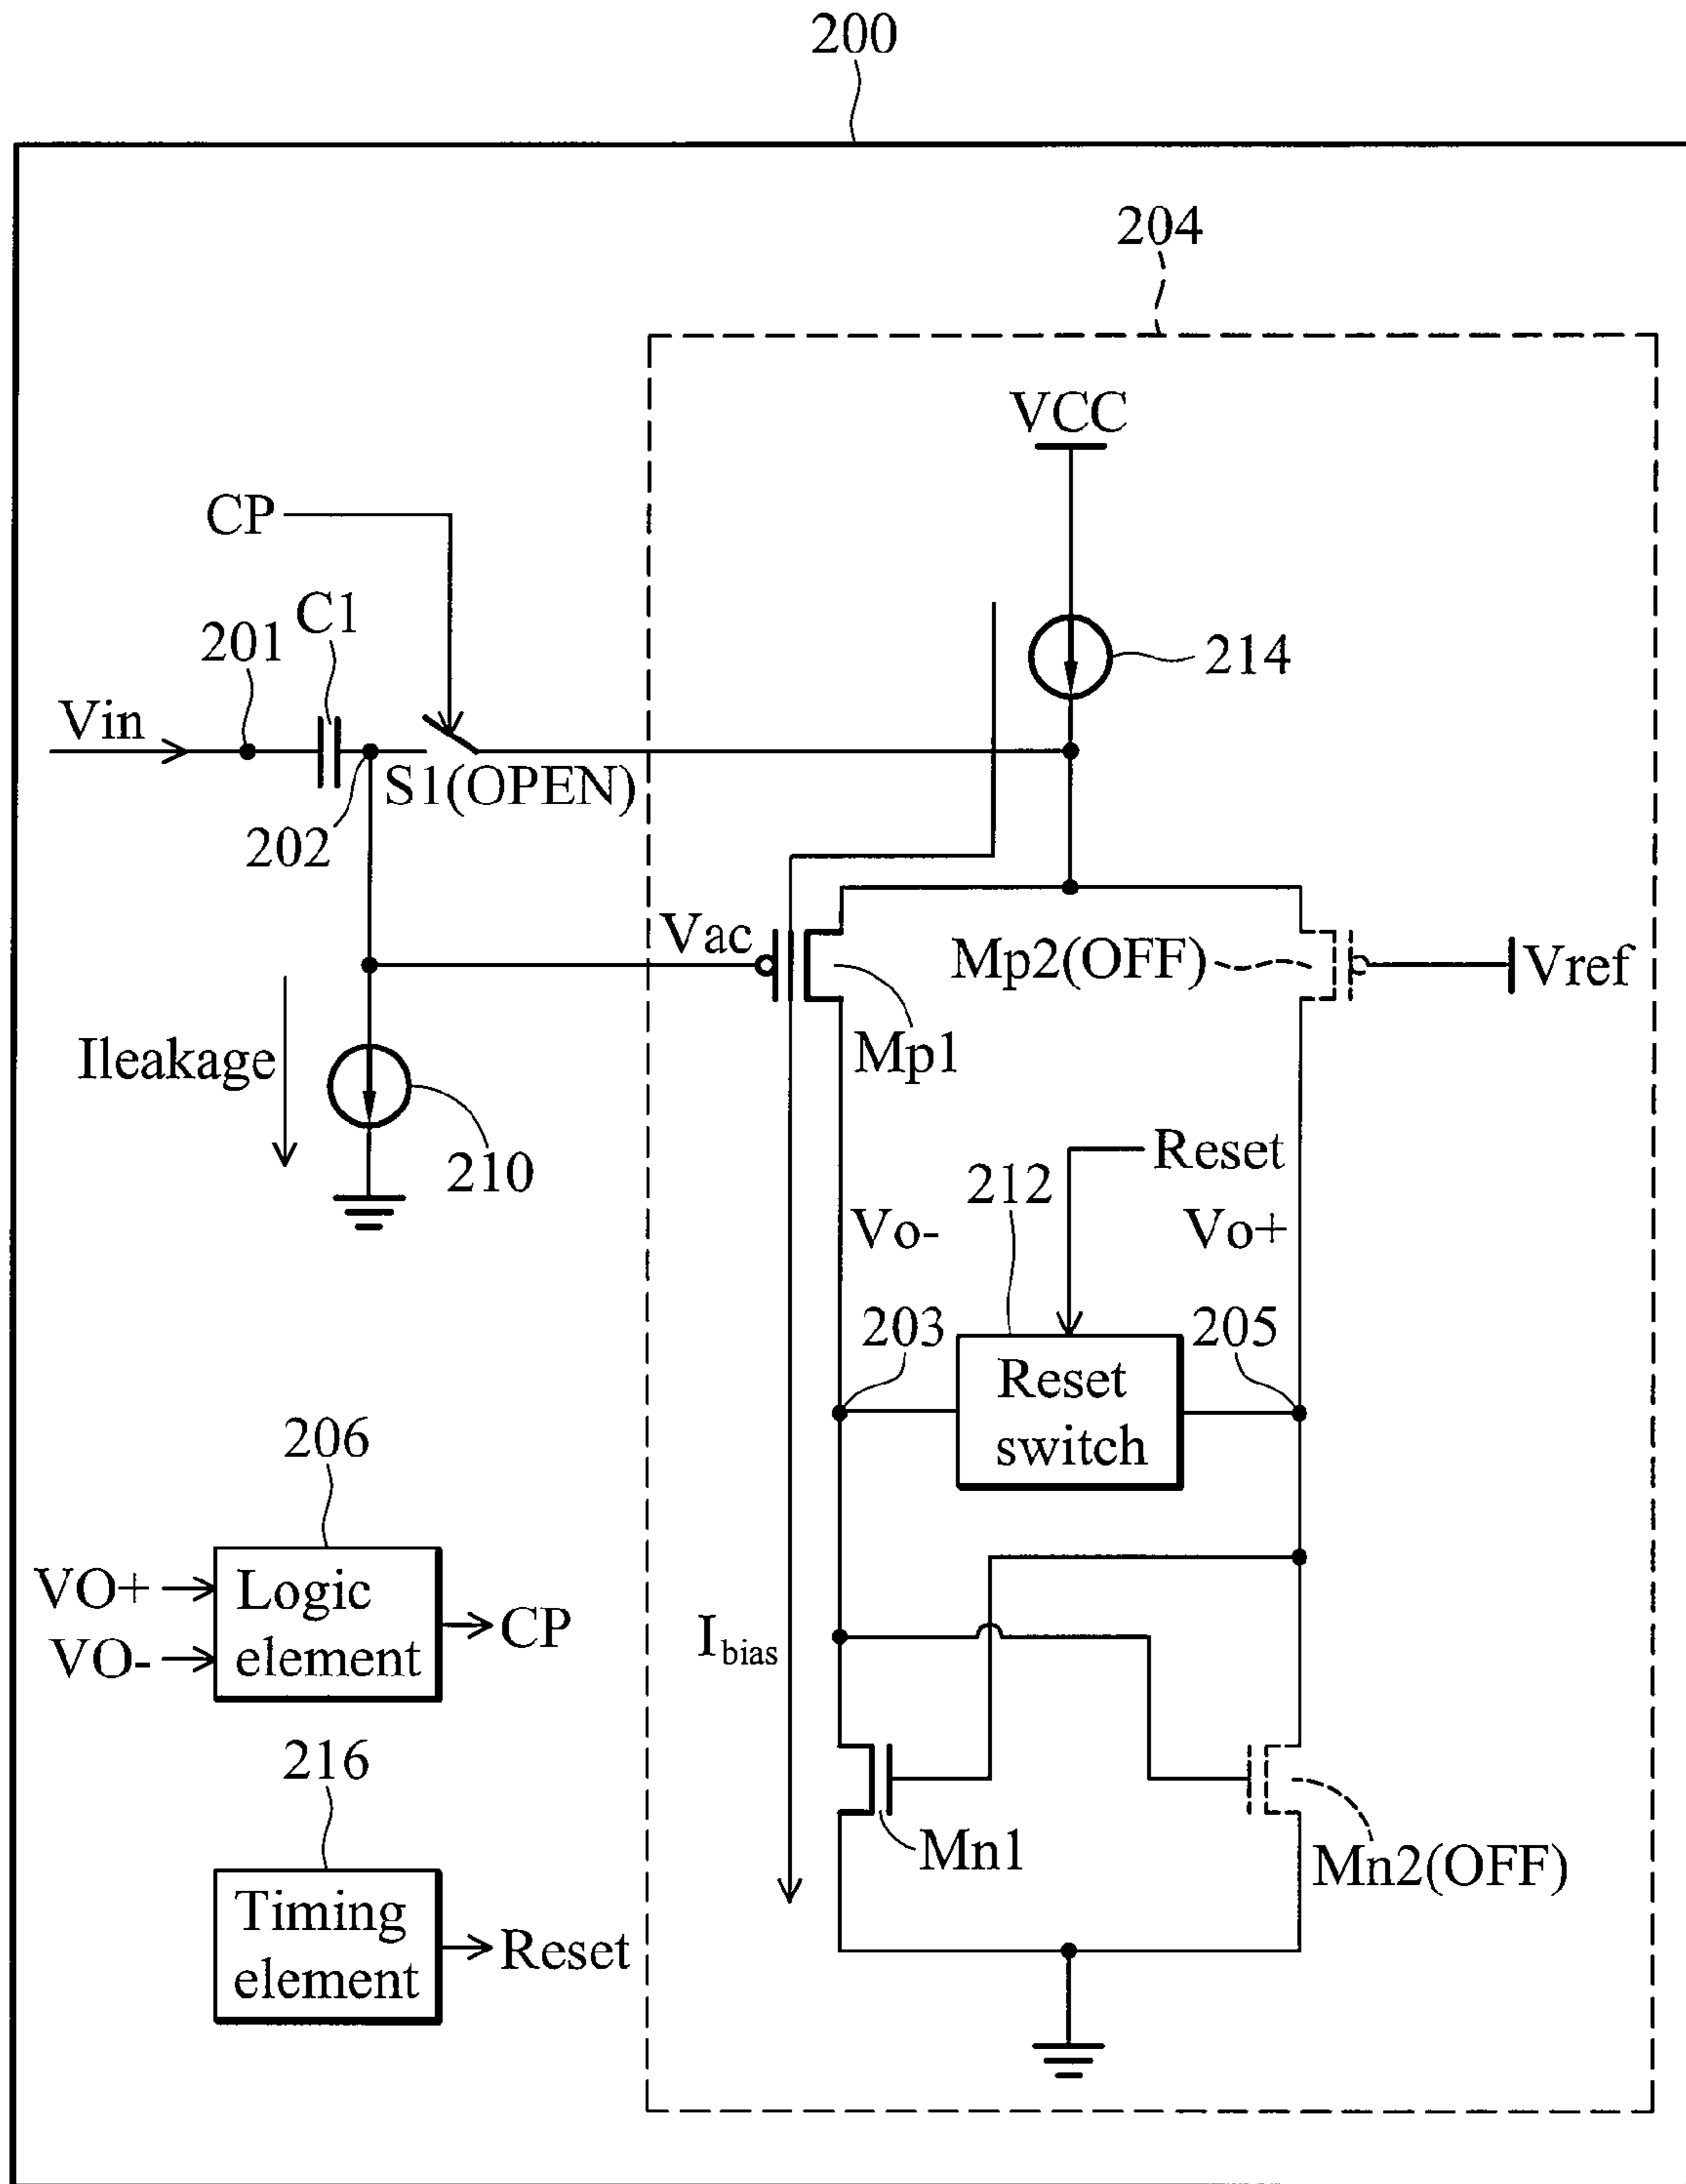 200
204
VCC
CP
C1
201
214
Vin
S1(OPEN)
202
Vac
Mp2(OFF)
Vref
Mp1
Ileakage
210
Reset
212
Vo-
Vo+
203
205
Reset
switch
206
VO+
VO-
Logic
element
CP
Ibias
216
Mn1
Mn2(OFF)
Timing
element
Reset